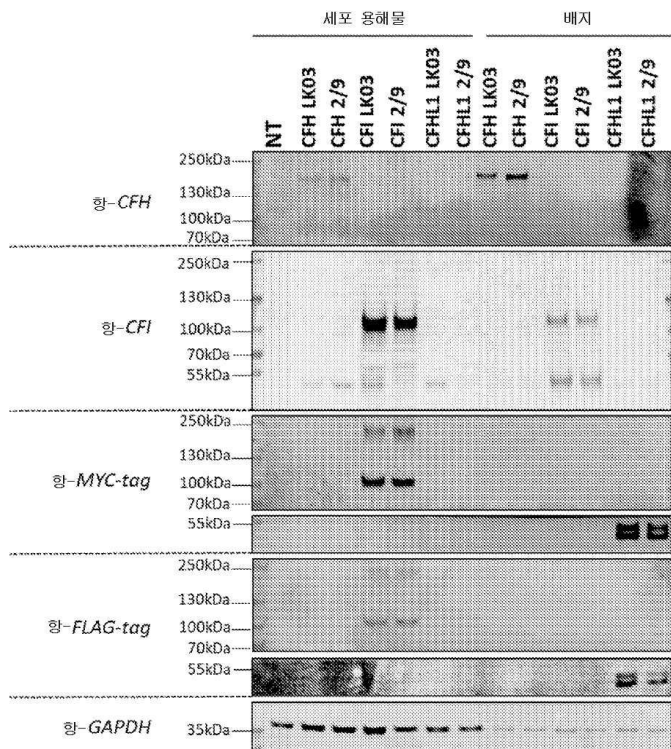 세포 용해물
배지
NT
CFH LK03
CFH 2/9
CFI LK03
CFI 2/9
CFHL1 LK03
CFHL1 2/9
CFH LK03
CFH 2/9
CFI LK03
CFI 2/9
CFHL1 LK03
CFHL1 2/9
항-CFH
250kDa
130kDa
100kDa
70kDa
항-CFI
250kDa
130kDa
100kDa
70kDa
55kDa
항-MYC-tag
250kDa
130kDa
100kDa
70kDa
55kDa
항-FLAG-tag
250kDa
130kDa
100kDa
70kDa
55kDa
항-GAPDH
35kDa